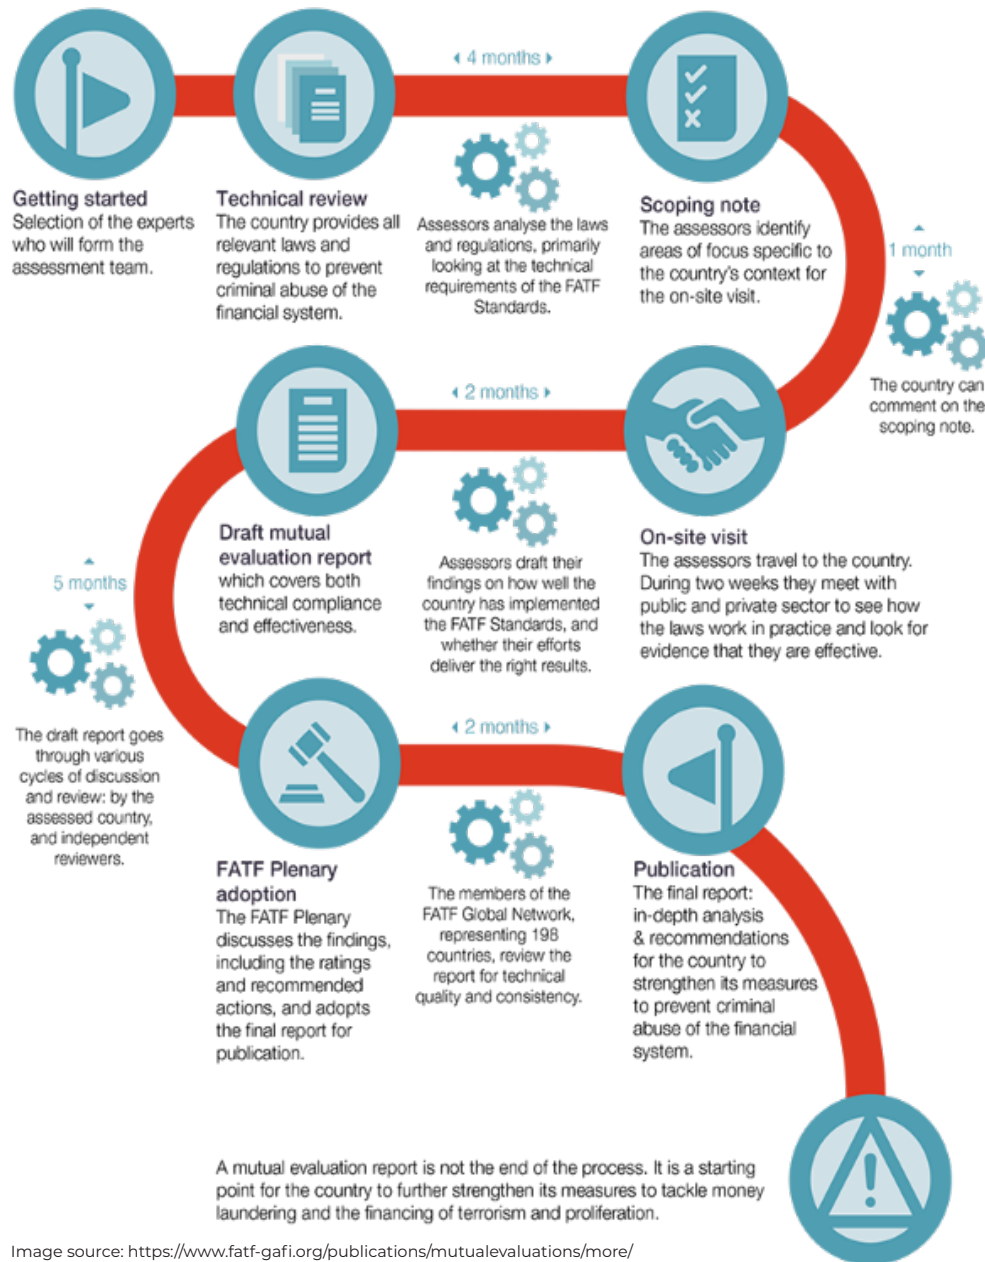 4 months
Getting started
Selection of the experts
who will form the
assessment team.
Technical review
The country provides all
relevant laws and
regulations to prevent
criminal abuse of the
financial system.
Assessors analyse the laws
and regulations, primarily
looking at the technical
requirements of the FATF
Standards.
Scoping note
The assessors identify
areas of focus specific to
the country's context for
the on-site visit.
1 month
The country can
comment on the
scoping note.
2 months
On-site visit
The assessors travel to the country.
During two weeks they meet with
public and private sector to see how
the laws work in practice and look for
evidence that they are effective.
Assessors draft their
findings on how well the
country has implemented
the FATF Standards, and
whether their efforts
deliver the right results.
Draft mutual
evaluation report
which covers both
technical compliance
and effectiveness.
5 months
The draft report goes
through various
cycles of discussion
and review: by the
assessed country,
and independent
reviewers.
2 months
FATF Plenary
adoption
The FATF Plenary
discusses the findings,
including the ratings
and recommended
actions, and adopts
the final report for
publication.
The members of the
FATF Global Network,
representing 198
countries, review the
report for technical
quality and consistency.
Publication
The final report:
in-depth analysis
& recommendations
for the country to
strengthen its measures
to prevent criminal
abuse of the financial
system.
A mutual evaluation report is not the end of the process. It is a starting
point for the country to further strengthen its measures to tackle money
laundering and the financing of terrorism and proliferation.
Image source: https://www.fatf-gafi.org/publications/mutualevaluations/more/